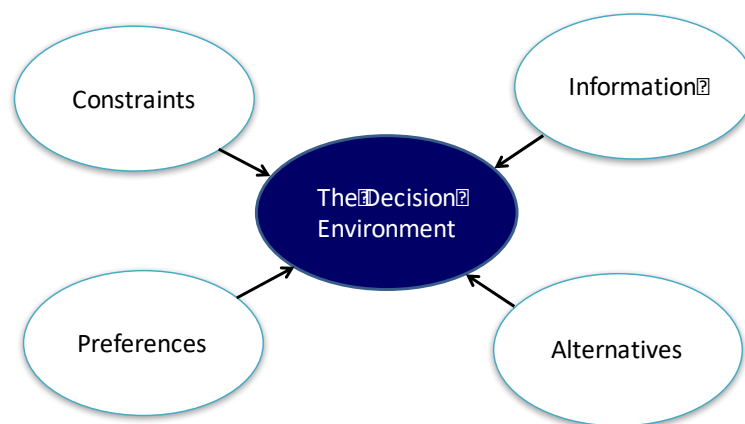 Constraints
Information
The Decision
Environment
Preferences
Alternatives